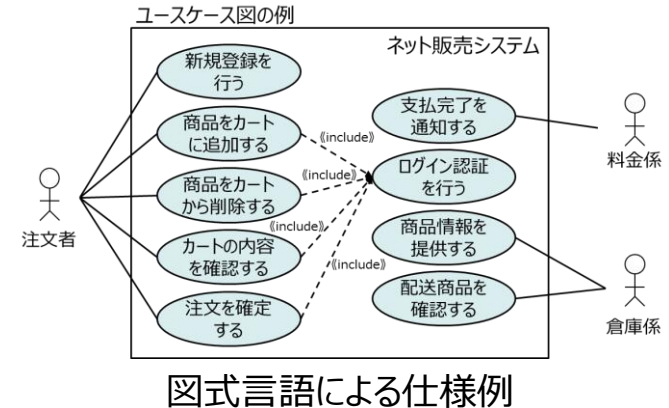 ユースケース図の例
ネット販売システム
新規登録を
行う
商品をカート
に追加する
商品をカート
から削除する
カートの内容
を確認する
注文を確定
する
《include》
《include》
《include》
《include》
支払完了を
通知する
ログイン認証
を行う
商品情報を
提供する
配送商品を
確認する
注文者
料金係
倉庫係
図式言語による仕様例